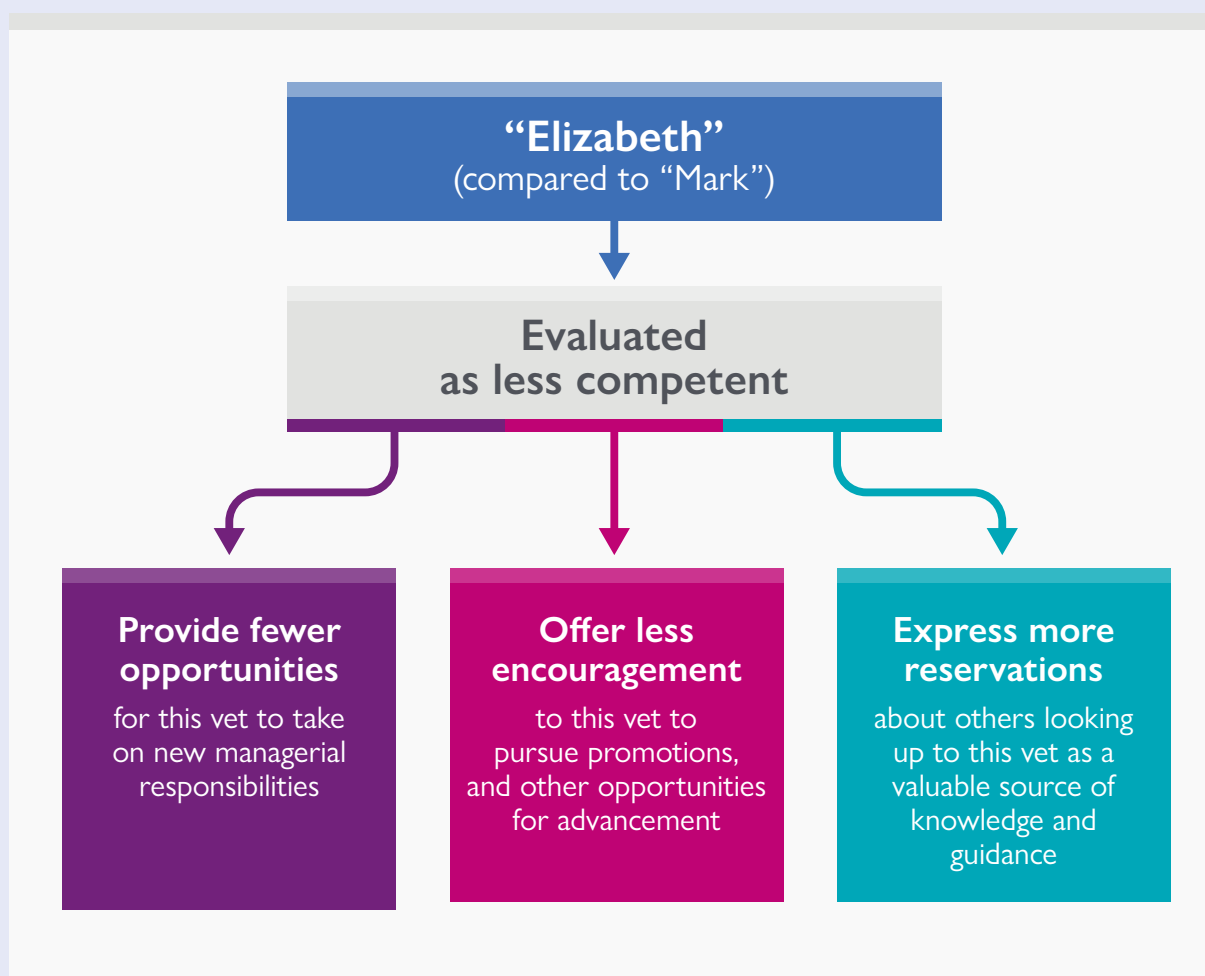 “Elizabeth”
(compared to “Mark”)
Evaluated
as less competent
Provide fewer
opportunities
for this vet to take
on new managerial
responsibilities
Offer less
encouragement
to this vet to
pursue promotions,
and other opportunities
for advancement
Express more
reservations
about others looking
up to this vet as a
valuable source of
knowledge and
guidance